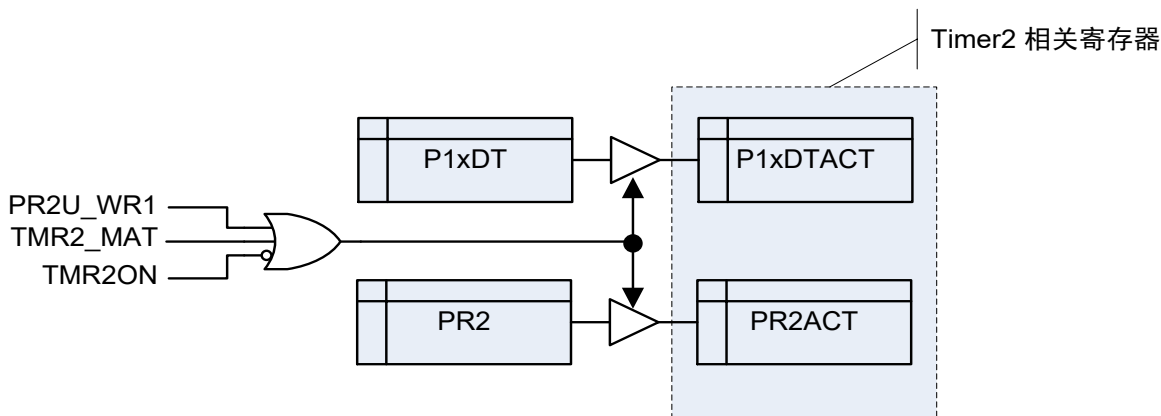 Timer2 相关寄存器
P1xDT
P1xDTACT
PR2U_WR1
TMR2_MAT
TMR2ON
PR2
PR2ACT